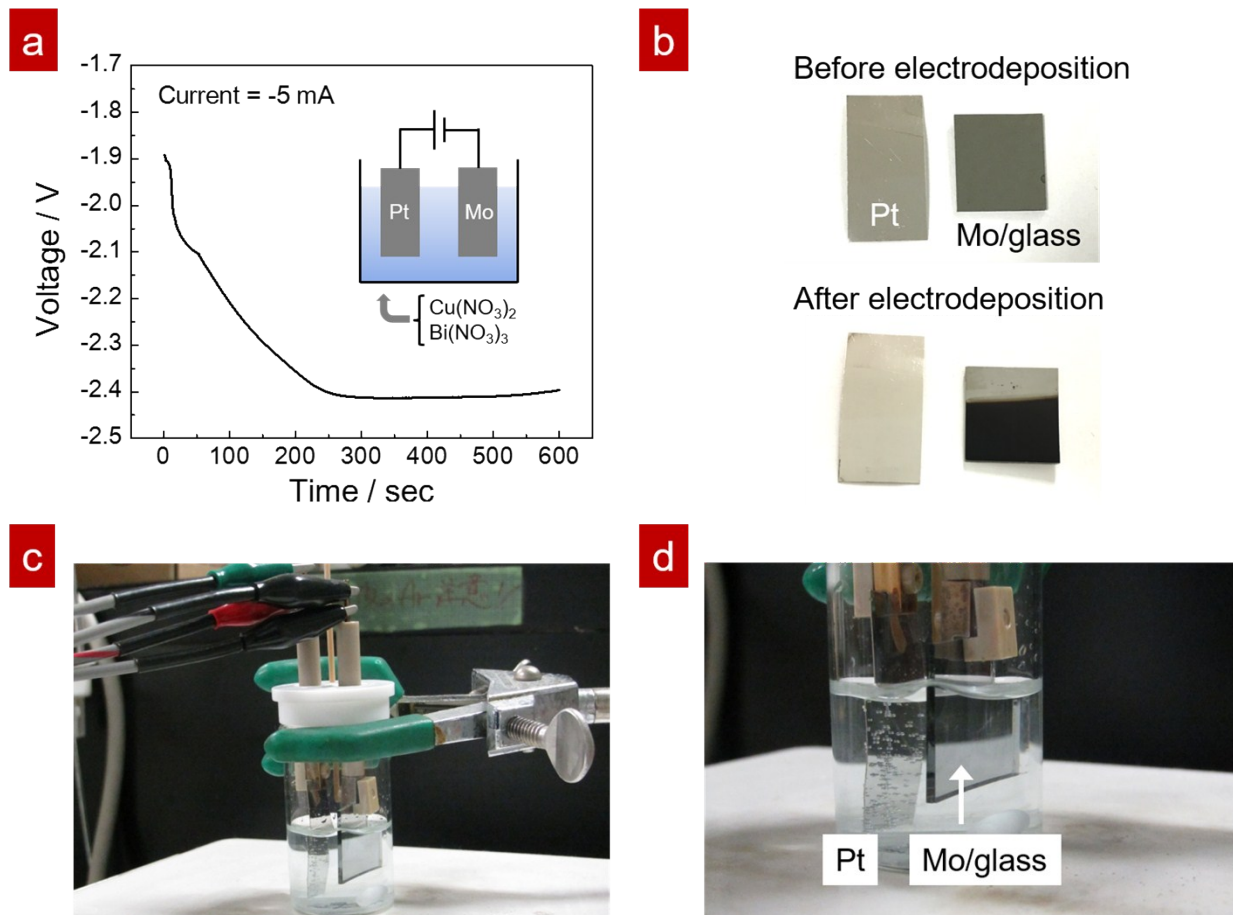 a
Current = -5 mA
Voltage / V
-1.7
-1.8
-1.9
-2.0
-2.1
-2.2
-2.3
-2.4
-2.5
Pt
Mo
Cu(NO₃)₂
Bi(NO₃)₃
0 100 200 300 400 500 600
Time / sec
b
Before electrodeposition
Pt
Mo/glass
After electrodeposition
c
注意
d
Pt
Mo/glass